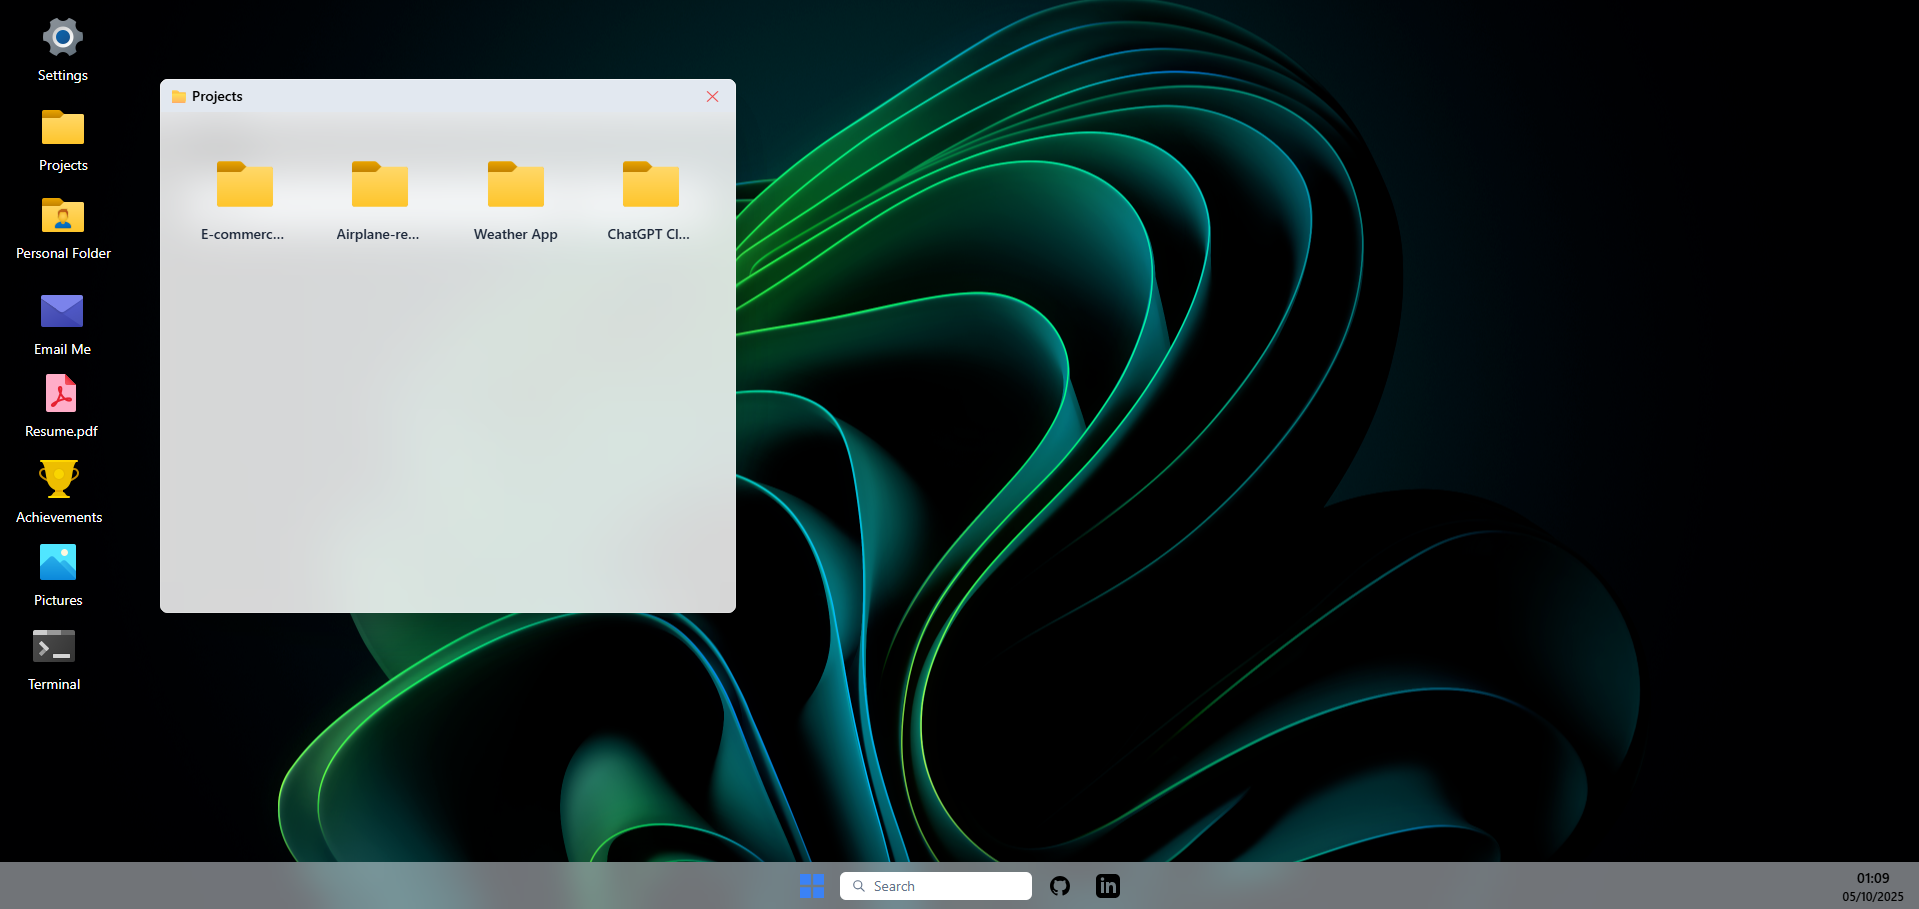 Settings
Projects
Personal Folder
Email Me
Resume.pdf
Achievements
Pictures
Terminal
Projects
E-commerc...
Airplane-re...
Weather App
ChatGPT Cl...
Search
in
01:09
05/10/2025